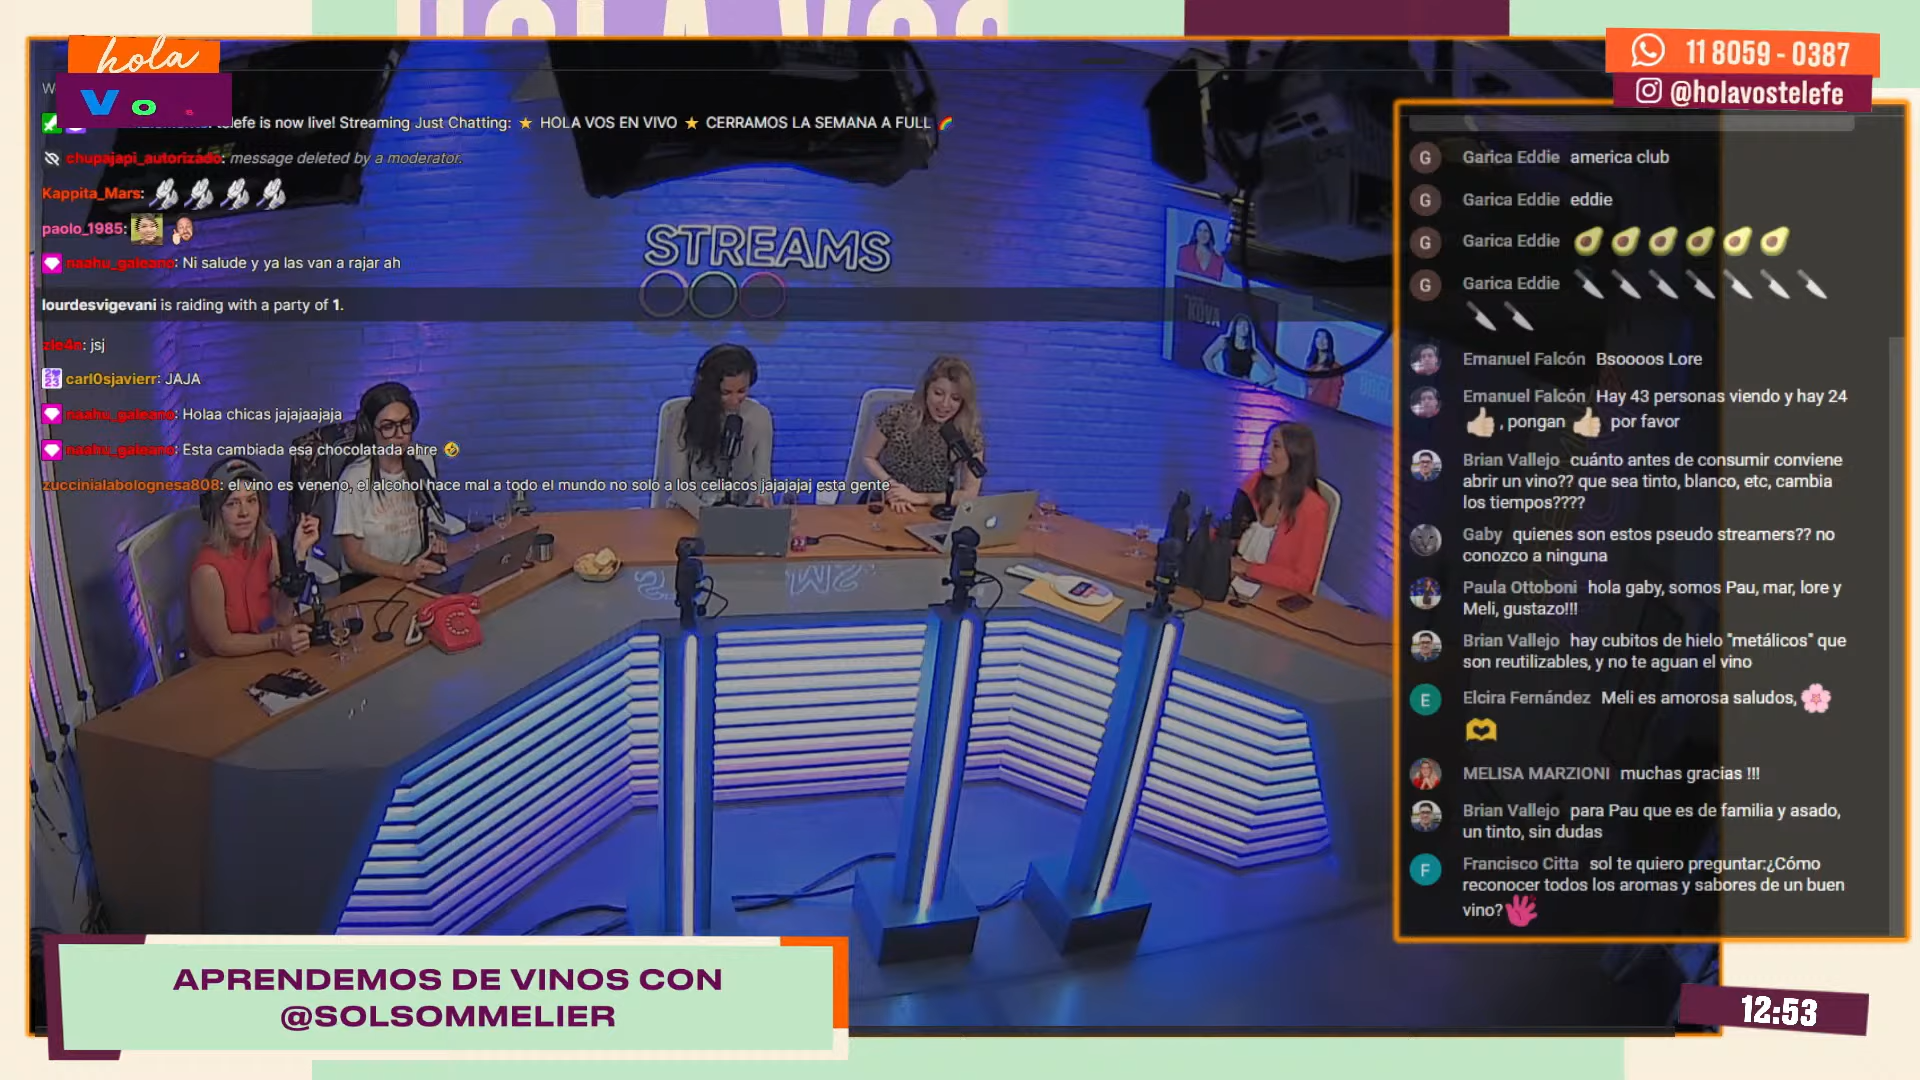 HOLA VOS
hola
Vo
11 8059 - 0387
@holavostelefe
telefe is now live! Streaming Just Chatting: ⭐ HOLA VOS EN VIVO ⭐ CERRAMOS LA SEMANA A FULL 🌈
chupajapi_autorizado: message deleted by a moderator.
Kappita_Mars:
paolo_1985:
naahu_galeano: Ni salude y ya las van a rajar ah
lourdesvigevani is raiding with a party of 1.
zle4n: jsj
carl0sjavierr: JAJA
naahu_galeano: Holaa chicas jajajaajaja
naahu_galeano: Esta cambiada esa chocolatada ahre 🤣
zuccinialabolognesa808: el vino es veneno, el alcohol hace mal a todo el mundo no solo a los celiacos jajajajaj esta gente
STREAMS
Garica Eddie america club
Garica Eddie eddie
Garica Eddie 🥑🥑🥑🥑🥑🥑
Garica Eddie 🔪🔪🔪🔪🔪🔪🔪
🔪🔪
Emanuel Falcón Bsoooos Lore
Emanuel Falcón Hay 43 personas viendo y hay 24
👍🏻, pongan 👍🏻 por favor
Brian Vallejo cuánto antes de consumir conviene
abrir un vino?? que sea tinto, blanco, etc, cambia
los tiempos????
Gaby quienes son estos pseudo streamers?? no
conozco a ninguna
Paula Ottoboni hola gaby, somos Pau, mar, lore y
Meli, gustazo!!!
Brian Vallejo hay cubitos de hielo "metálicos" que
son reutilizables, y no te aguan el vino
Elcira Fernández Meli es amorosa saludos,🌸
🫶
MELISA MARZIONI muchas gracias !!!
Brian Vallejo para Pau que es de familia y asado,
un tinto, sin dudas
Francisco Citta sol te quiero preguntar:¿Cómo
reconocer todos los aromas y sabores de un buen
vino?
APRENDEMOS DE VINOS CON
@SOLSOMMELIER
12:53